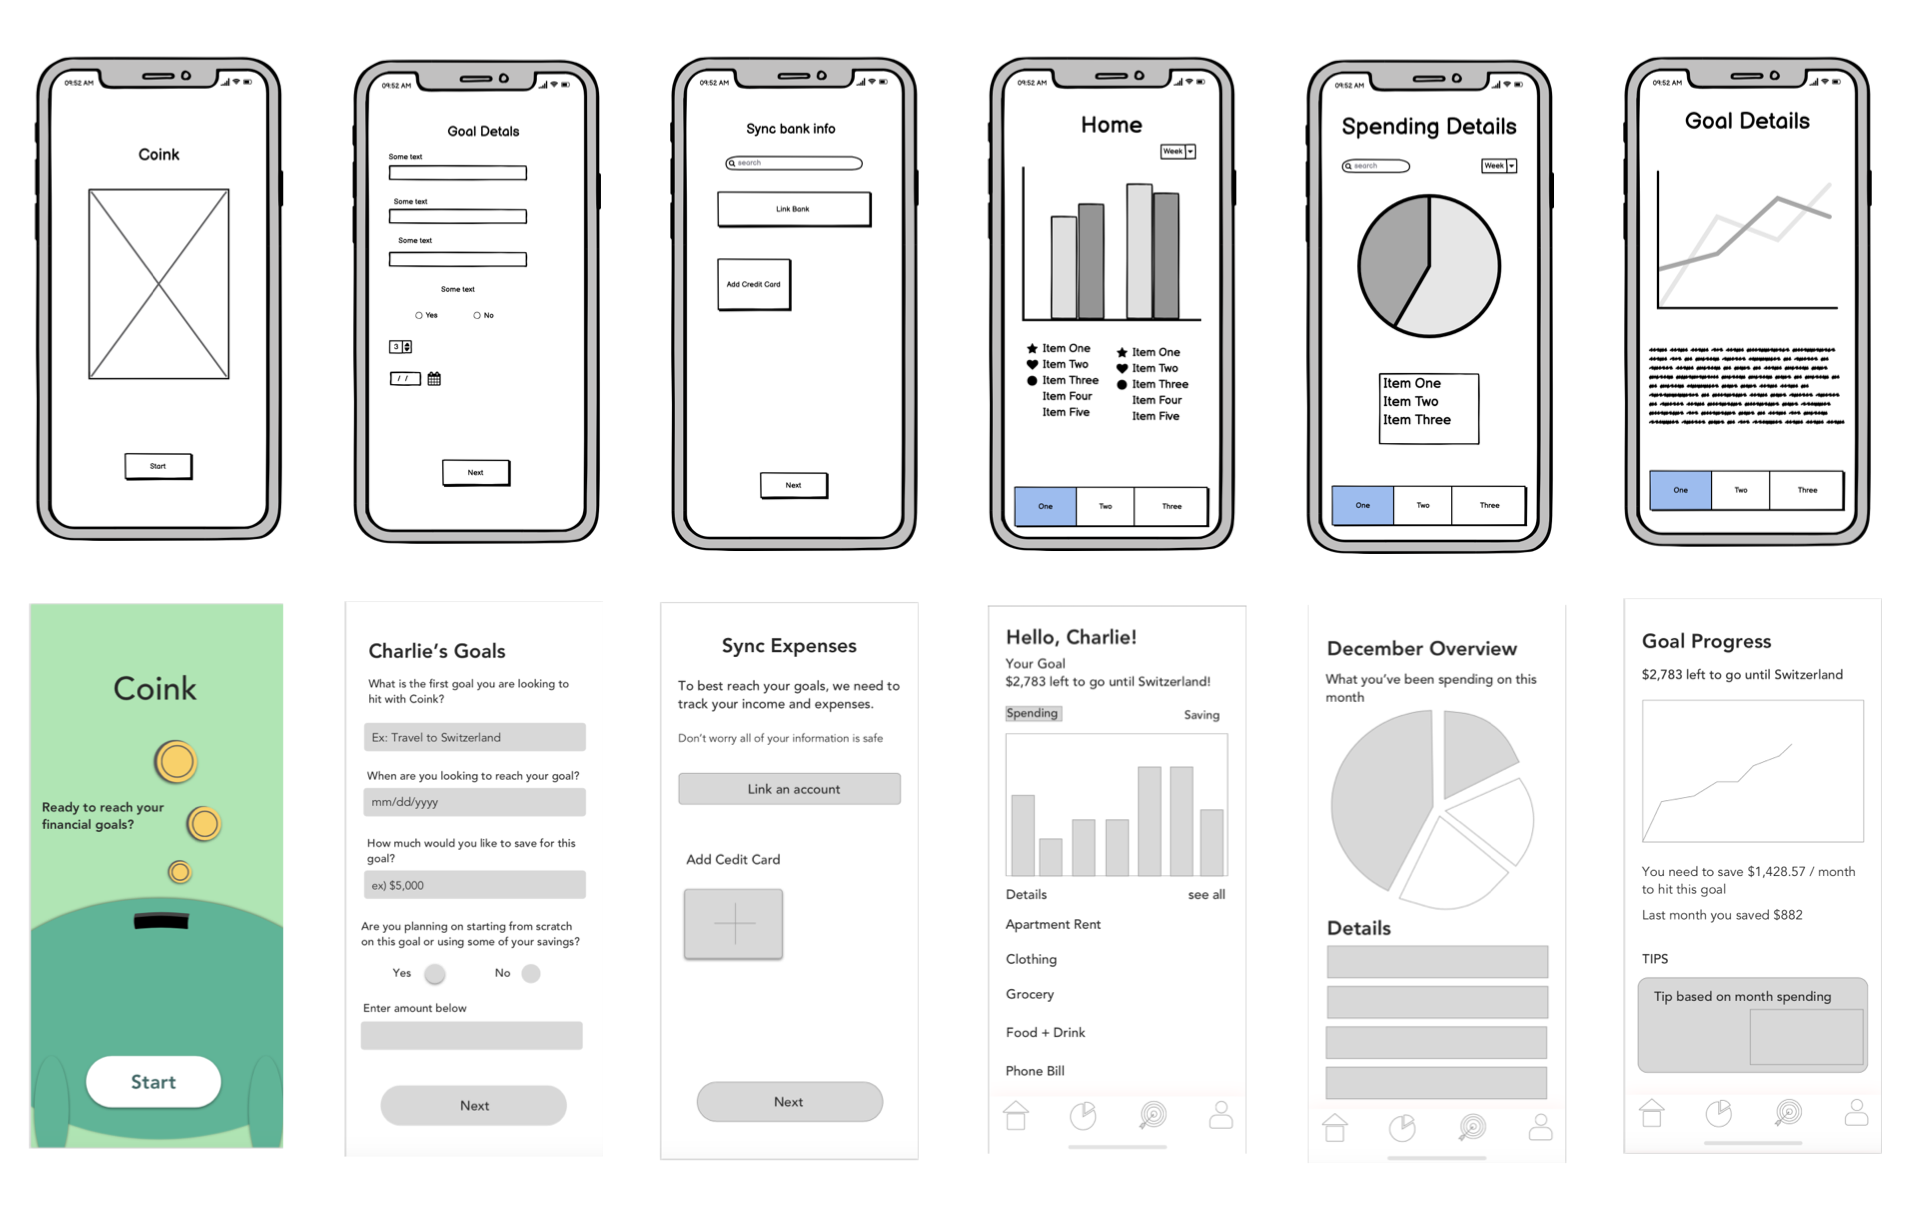 09:52 AM
Coink
Start
09:52 AM
Goal Detals
Some text
Some text
Some text
Some text
Yes
No
3
/ /
Next
09:52 AM
Sync bank info
search
Link Bank
Add Credit Card
Next
09:52 AM
Home
Week
Item One
Item Two
Item Three
Item Four
Item Five
Item One
Item Two
Item Three
Item Four
Item Five
One
Two
Three
09:52 AM
Spending Details
search
Week
Item One
Item Two
Item Three
One
Two
Three
09:52 AM
Goal Details
One
Two
Three
Coink
Ready to reach your
financial goals?
Start
Charlie's Goals
What is the first goal you are looking to
hit with Coink?
Ex: Travel to Switzerland
When are you looking to reach your goal?
mm/dd/yyyy
How much would you like to save for this
goal?
ex) $5,000
Are you planning on starting from scratch
on this goal or using some of your savings?
Yes
No
Enter amount below
Next
Sync Expenses
To best reach your goals, we need to
track your income and expenses.
Don't worry all of your information is safe
Link an account
Add Cedit Card
Next
Hello, Charlie!
Your Goal
$2,783 left to go until Switzerland!
Spending
Saving
Details
see all
Apartment Rent
Clothing
Grocery
Food + Drink
Phone Bill
December Overview
What you've been spending on this
month
Details
Goal Progress
$2,783 left to go until Switzerland
You need to save $1,428.57 / month
to hit this goal
Last month you saved $882
TIPS
Tip based on month spending